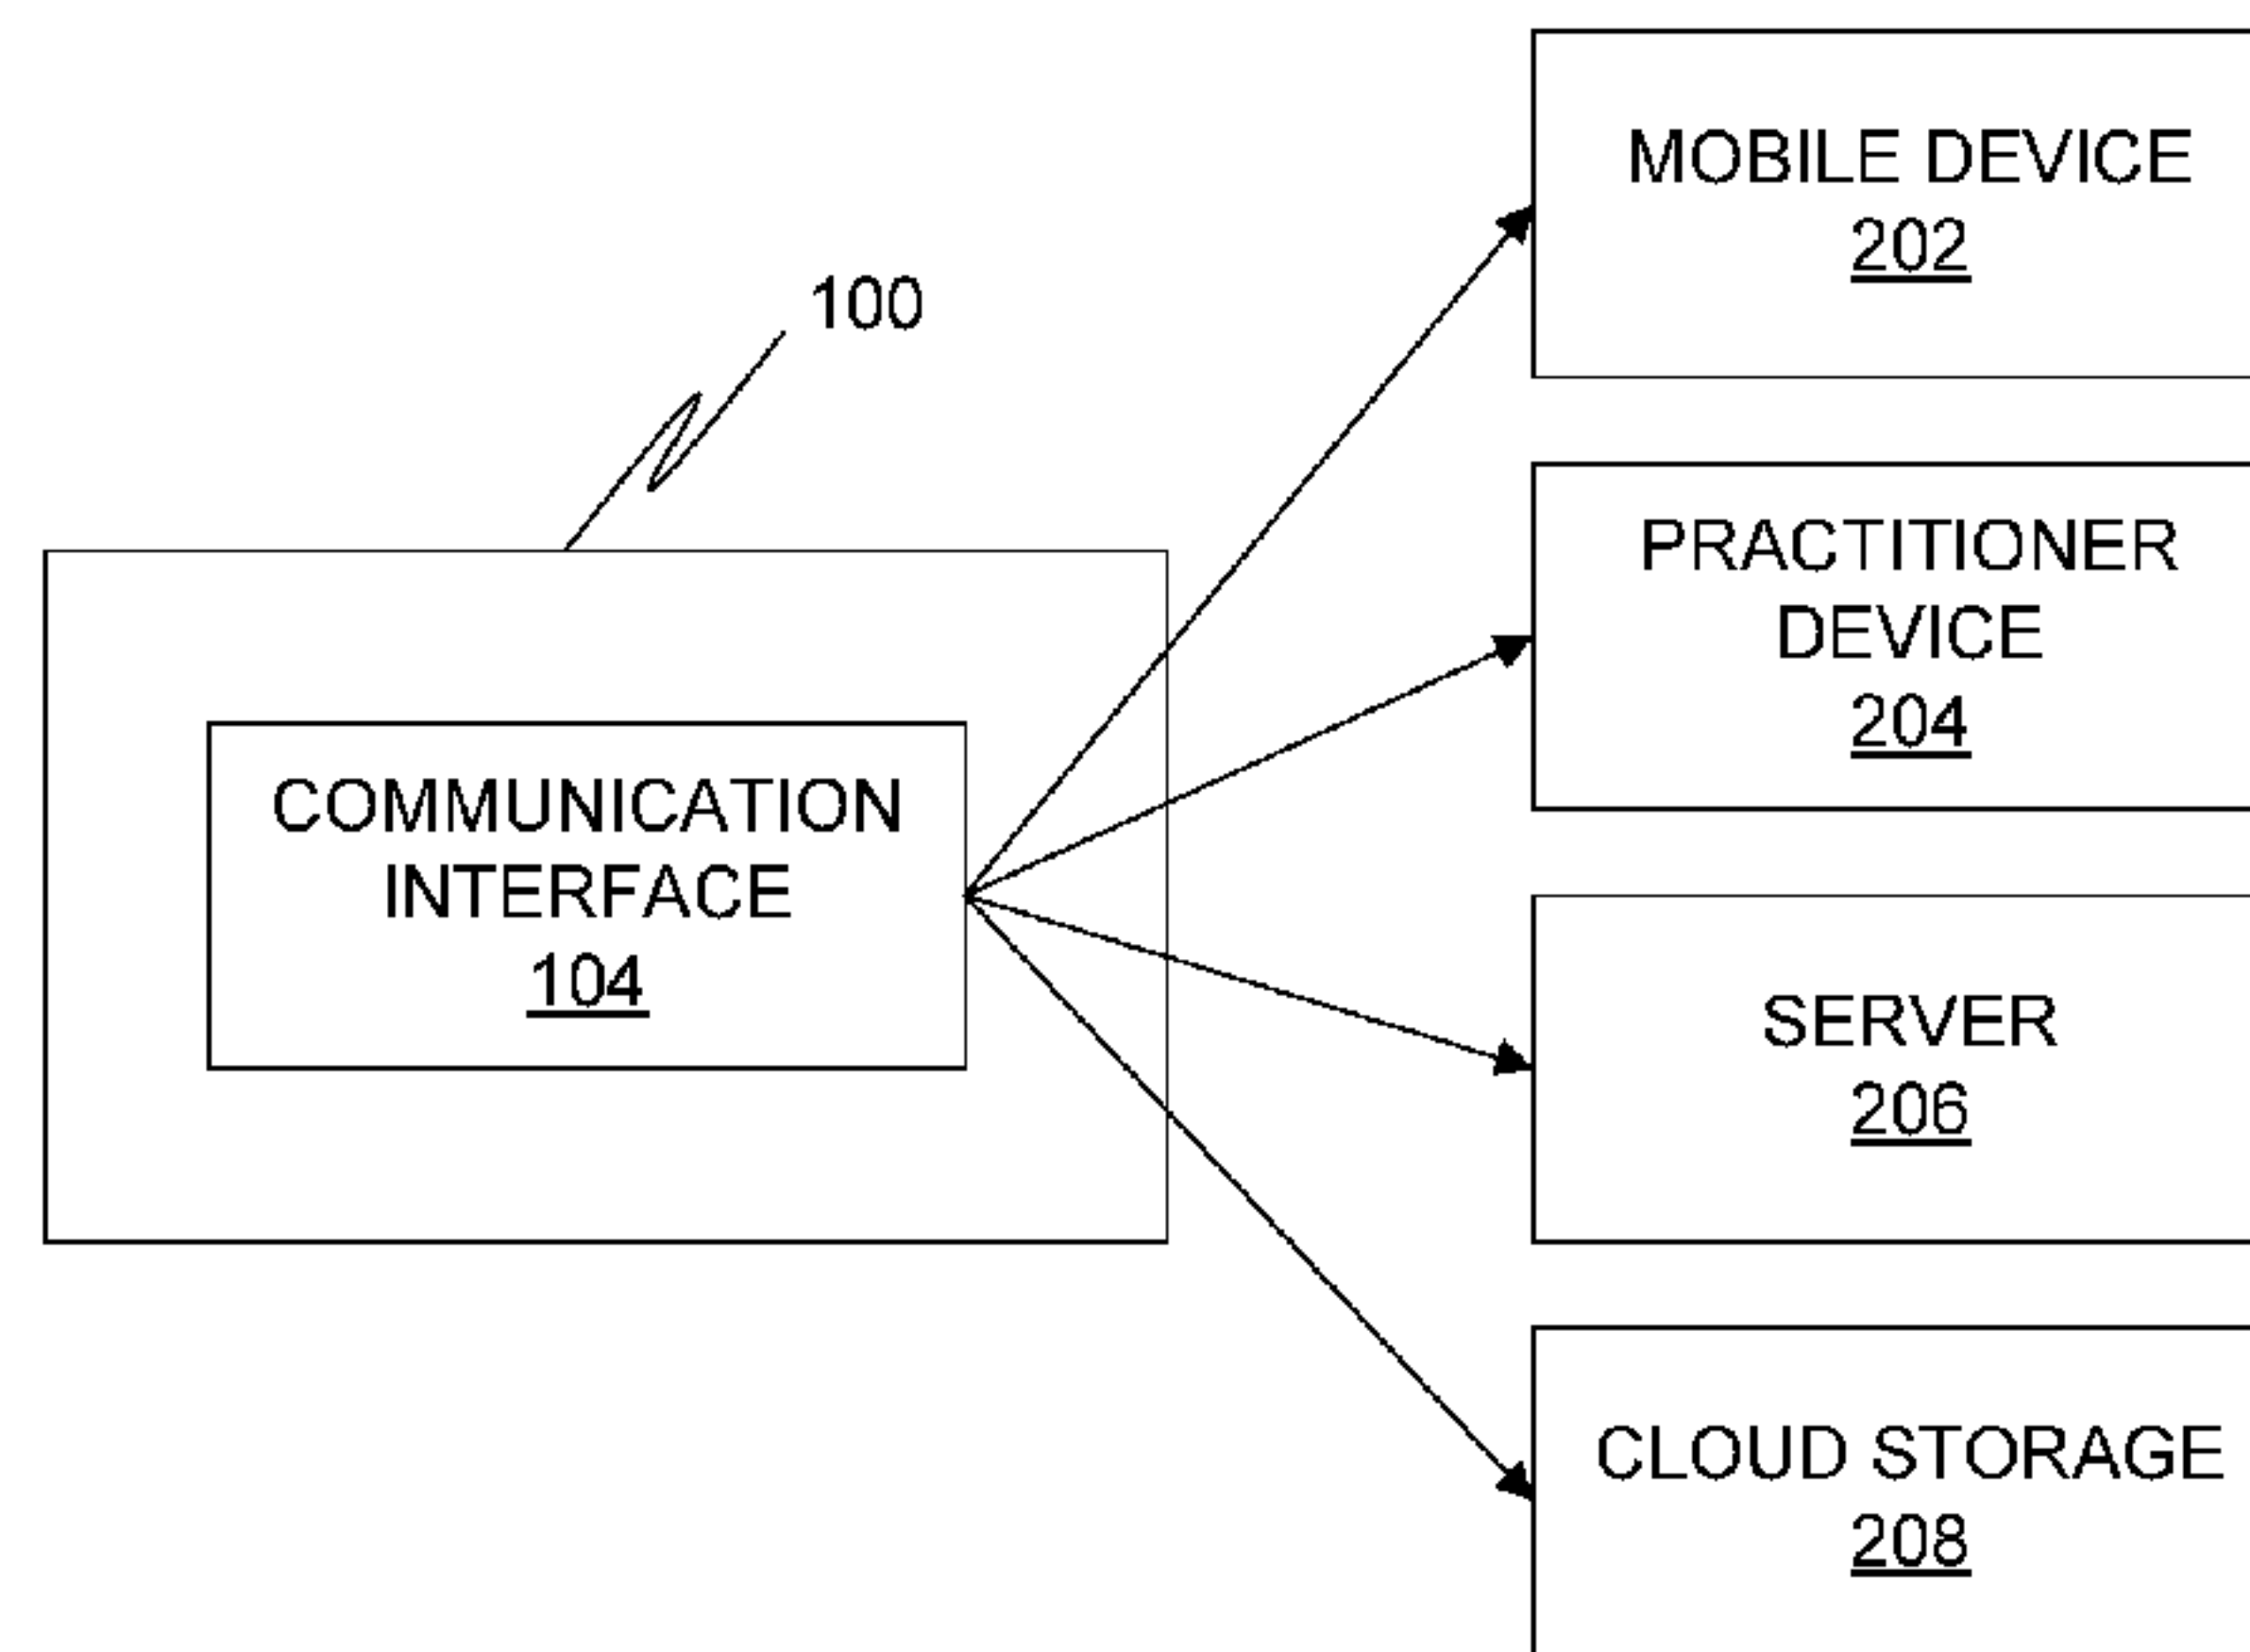 100
COMMUNICATION
INTERFACE
104
MOBILE DEVICE
202
PRACTITIONER
DEVICE
204
SERVER
206
CLOUD STORAGE
208